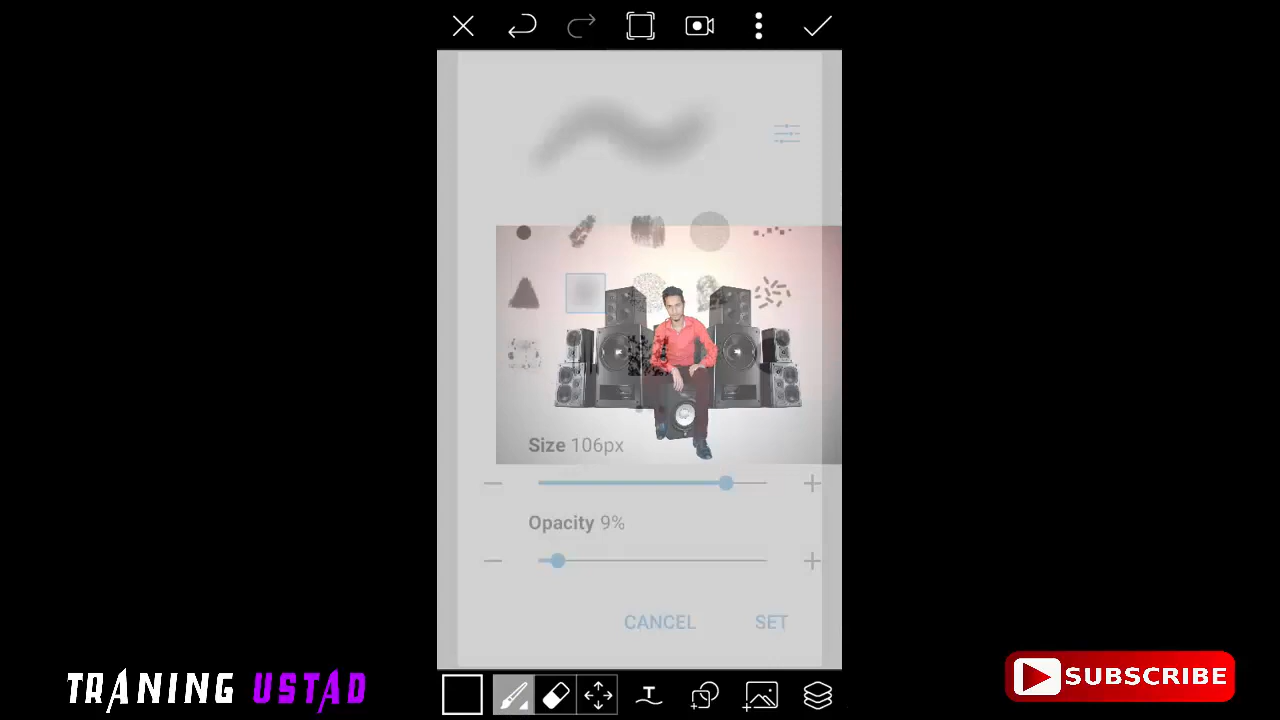 Size 106px
Opacity 9%
CANCEL SET
T
TRANING USTAD
SUBSCRIBE